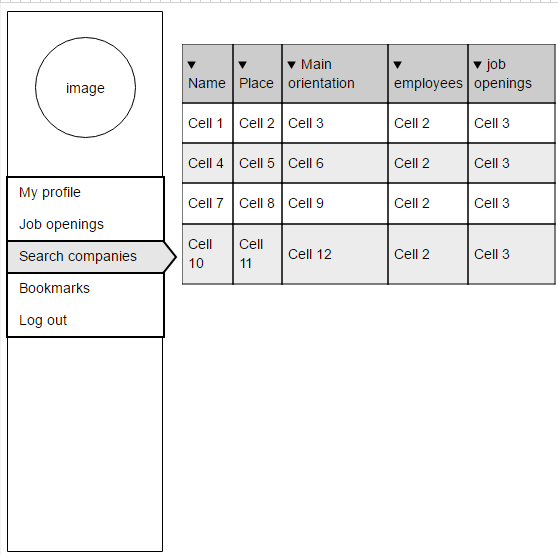 image
My profile
Job openings
Search companies
Bookmarks
Log out
▼ Name ▼ Place ▼ Main orientation ▼ employees ▼ job openings
Cell 1 Cell 2 Cell 3 Cell 2 Cell 3
Cell 4 Cell 5 Cell 6 Cell 2 Cell 3
Cell 7 Cell 8 Cell 9 Cell 2 Cell 3
Cell 10 Cell 11 Cell 12 Cell 2 Cell 3